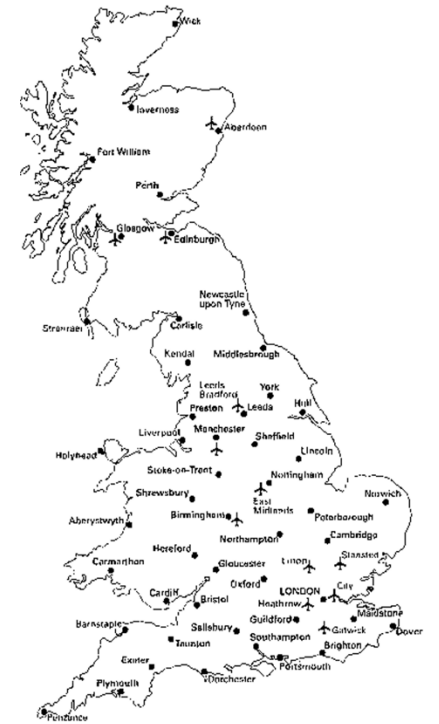 Wick
Inverness
Aberdeen
Fort William
Perth
Glasgow
Edinburgh
Newcastle
upon Tyne
Stranraer
Carlisle
Kendal
Middlesbrough
Leeds
Bradford
York
Preston
Leeds
Hull
Liverpool
Manchester
Sheffield
Holyhead
Lincoln
Stoke-on-Trent
Nottingham
Shrewsbury
East
Midlands
Norwich
Aberystwyth
Birmingham
Peterborough
Northampton
Cambridge
Hereford
Carmarthen
Gloucester
Luton
Stansted
Oxford
City
Cardiff
Bristol
LONDON
Heathrow
Maidstone
Barnstaple
Salisbury
Guildford
Gatwick
Dover
Taunton
Southampton
Brighton
Exeter
Portsmouth
Plymouth
Dorchester
Penzance